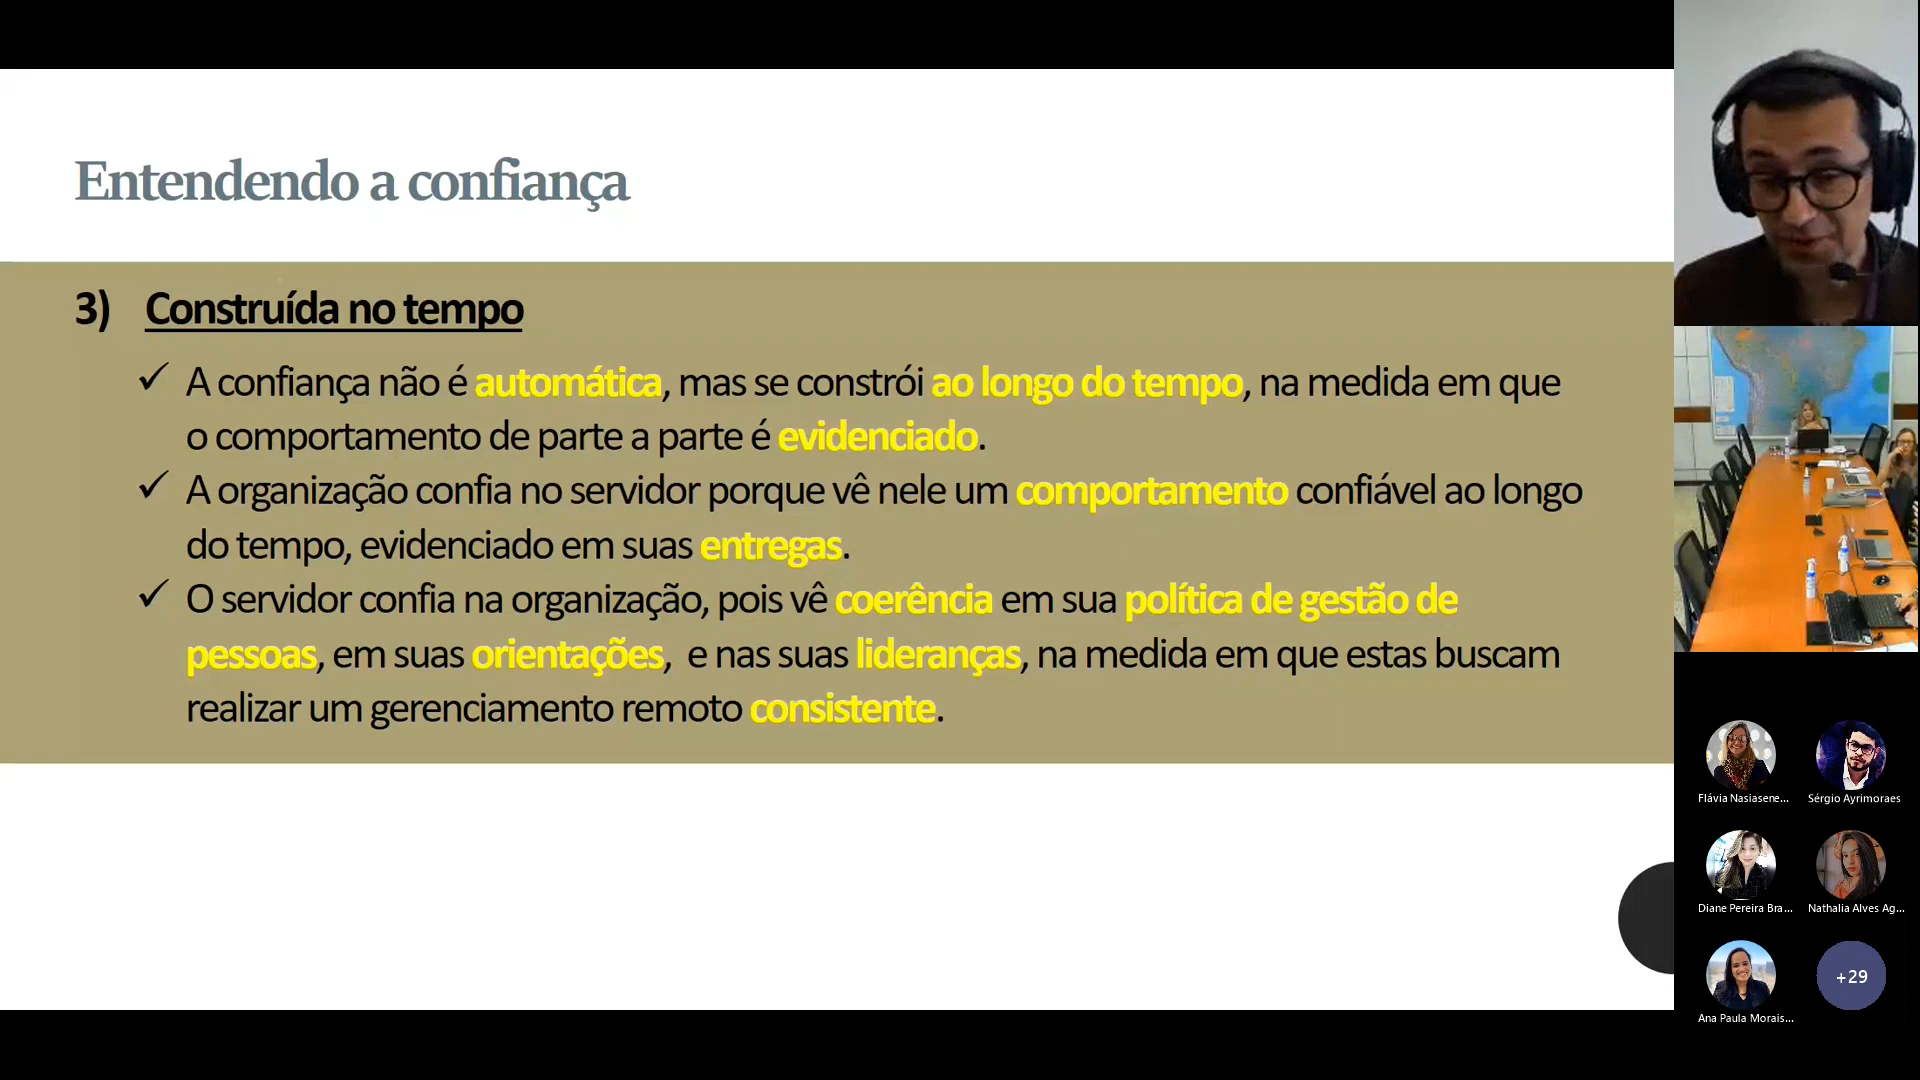 Entendendo a confiança
3) Construída no tempo
✓ A confiança não é automática, mas se constrói ao longo do tempo, na medida em que
o comportamento de parte a parte é evidenciado.
✓ A organização confia no servidor porque vê nele um comportamento confiável ao longo
do tempo, evidenciado em suas entregas.
✓ O servidor confia na organização, pois vê coerência em sua política de gestão de
pessoas, em suas orientações, e nas suas lideranças, na medida em que estas buscam
realizar um gerenciamento remoto consistente.
Flávia Nasiasene...
Sérgio Ayrimoraes
Diane Pereira Bra...
Nathalia Alves Ag...
Ana Paula Morais...
+29